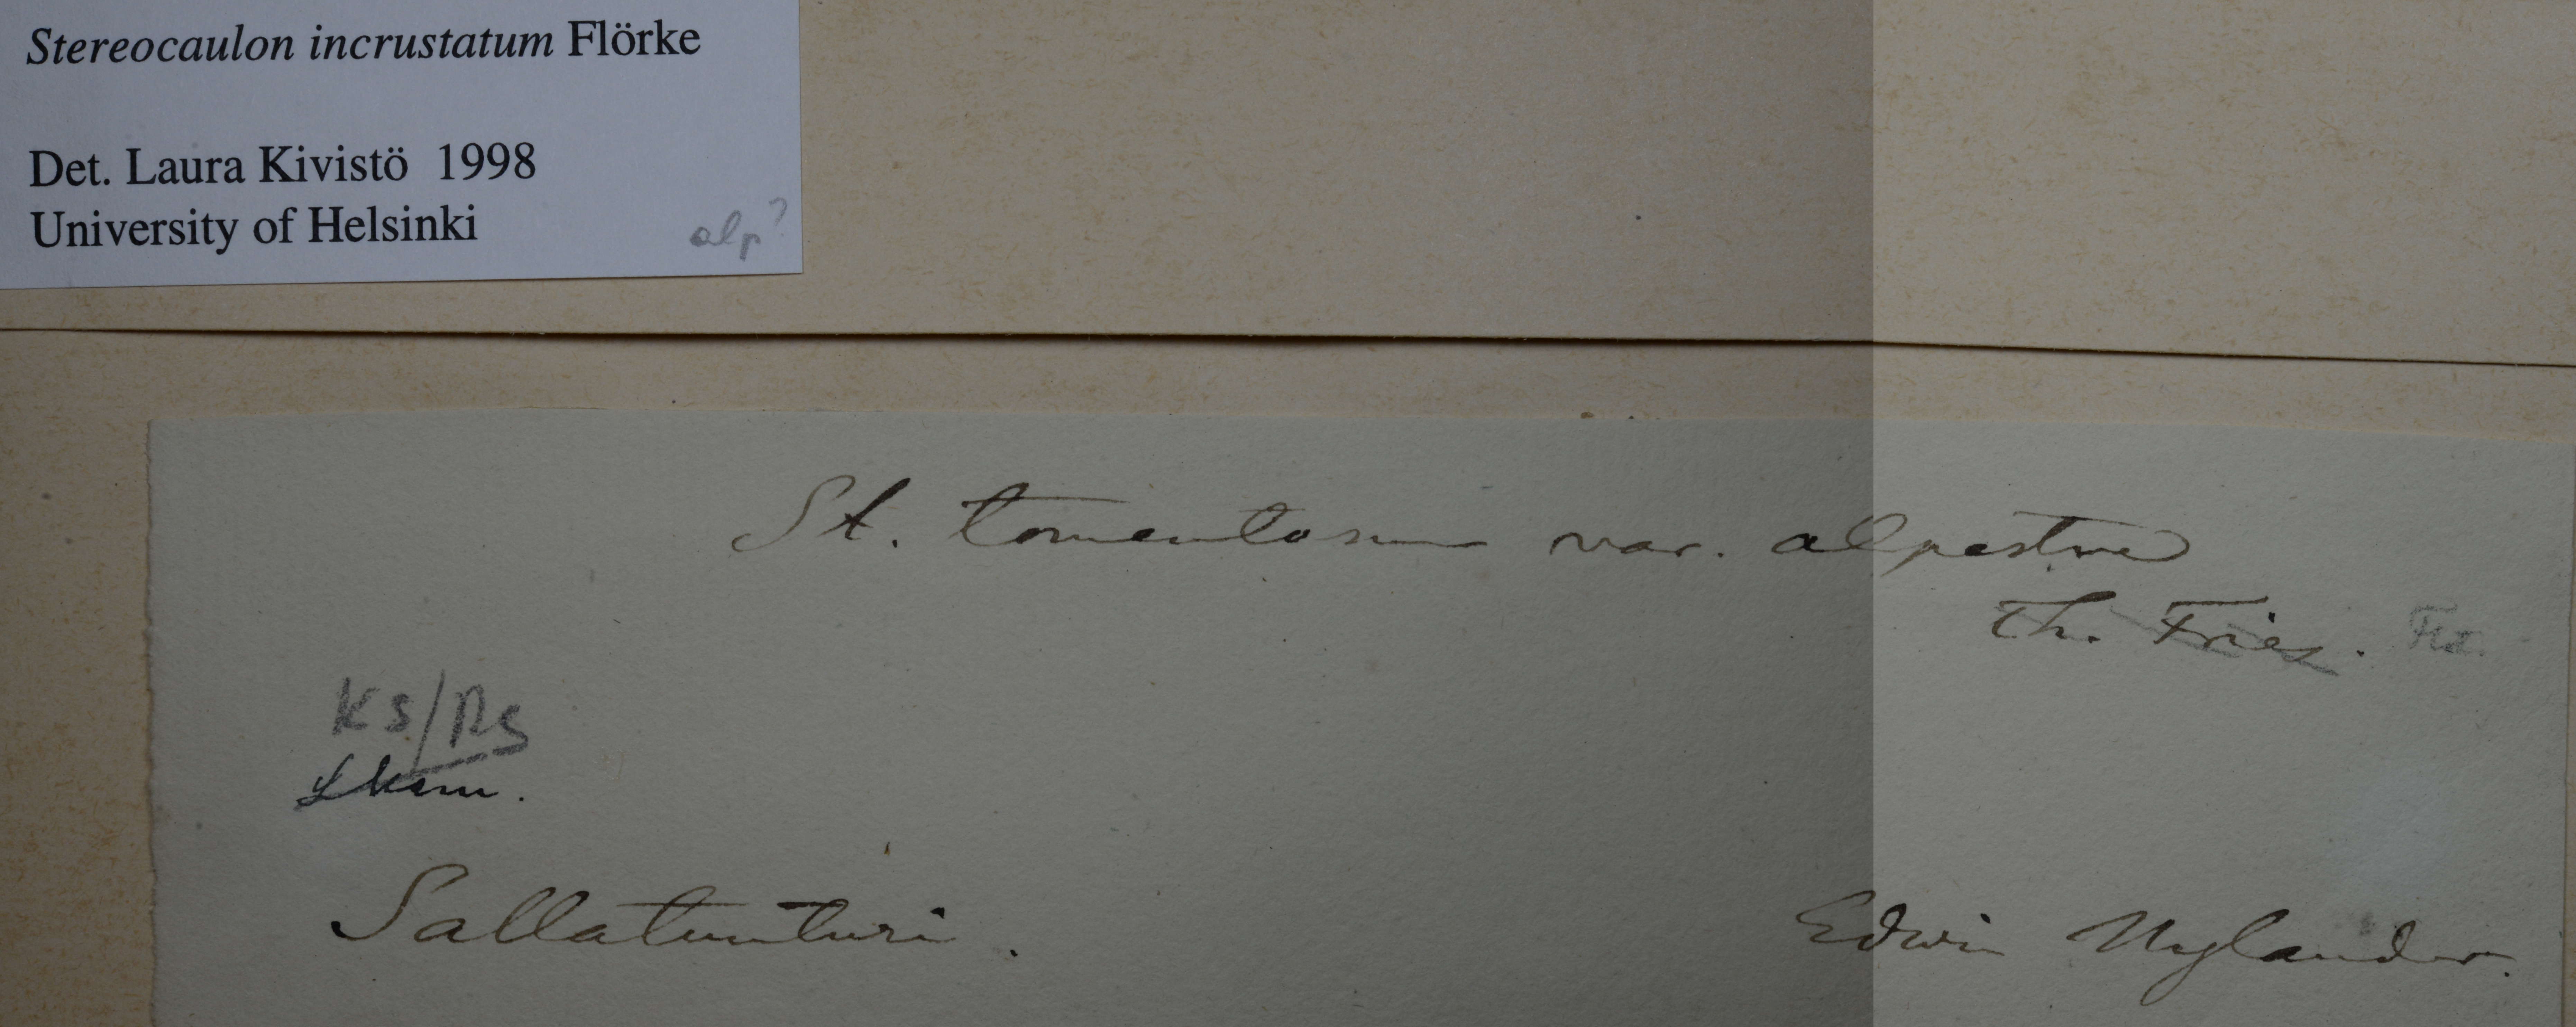 Stereocaulon incrustatum Flörke
Det. Laura Kivistö 1998
University of Helsinki
alp?
St. tomentosum var. alpestre
Th. Fries.
KS/
Lkem.
Sallatunturi.
Edwin Nylander.